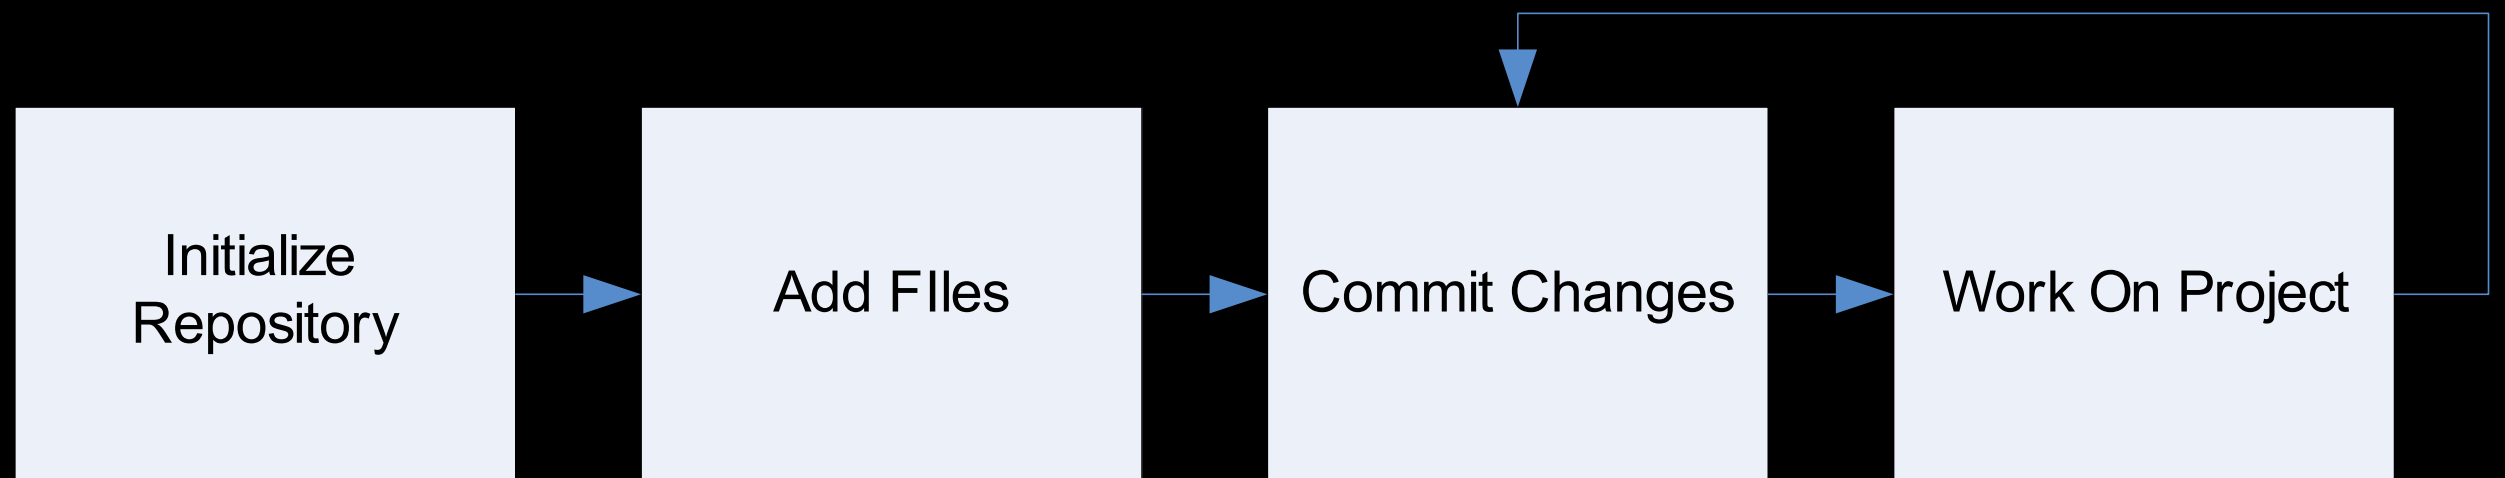 Initialize
Repository
Add FIles
Commit Changes
Work On Project